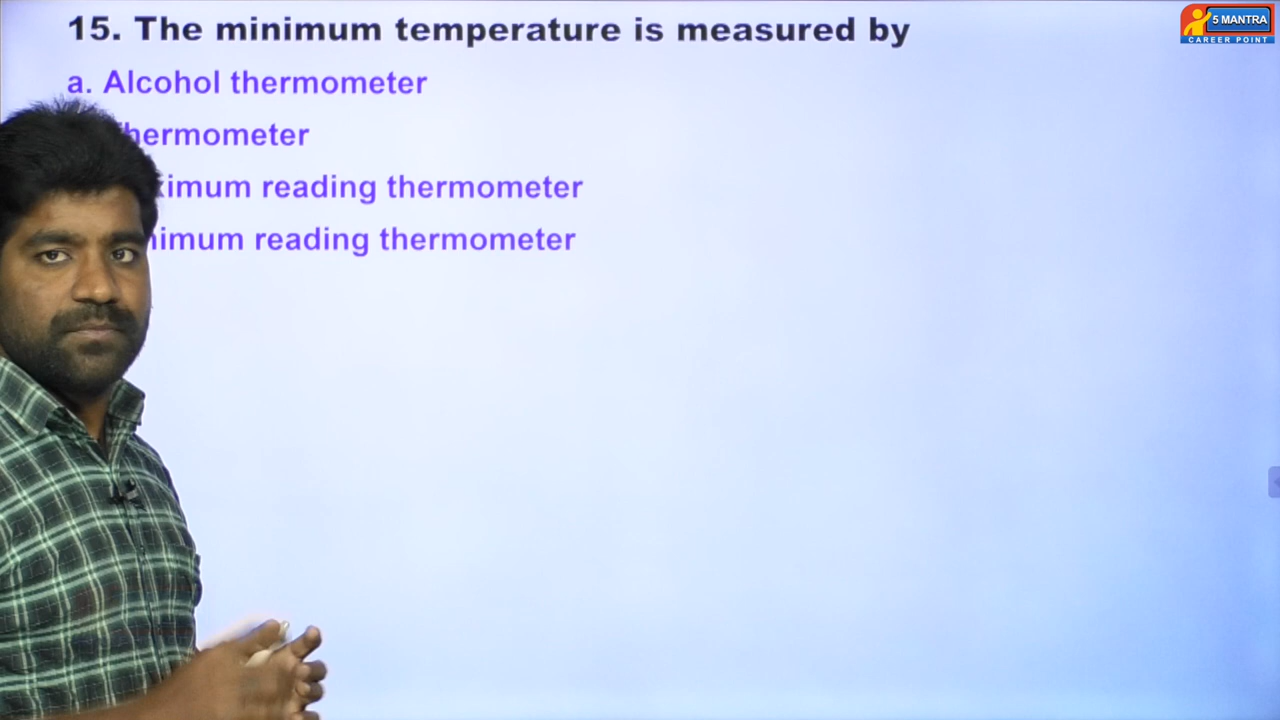 15. The minimum temperature is measured by
5 MANTRA
CAREER POINT
a. Alcohol thermometer
hermometer
ximum reading thermometer
nimum reading thermometer